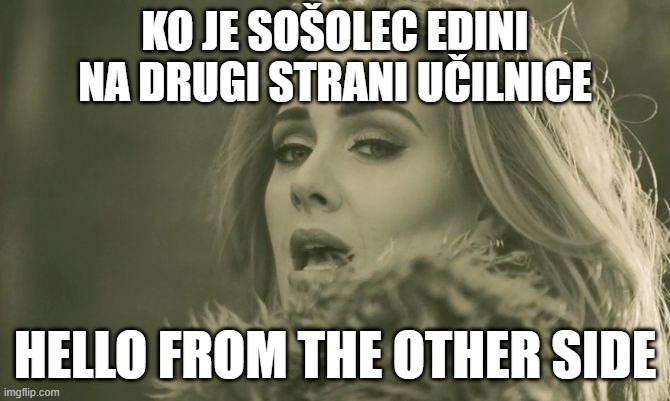 KO JE SOŠOLEC EDINI
NA DRUGI STRANI UČILNICE
HELLO FROM THE OTHER SIDE
imgflip.com